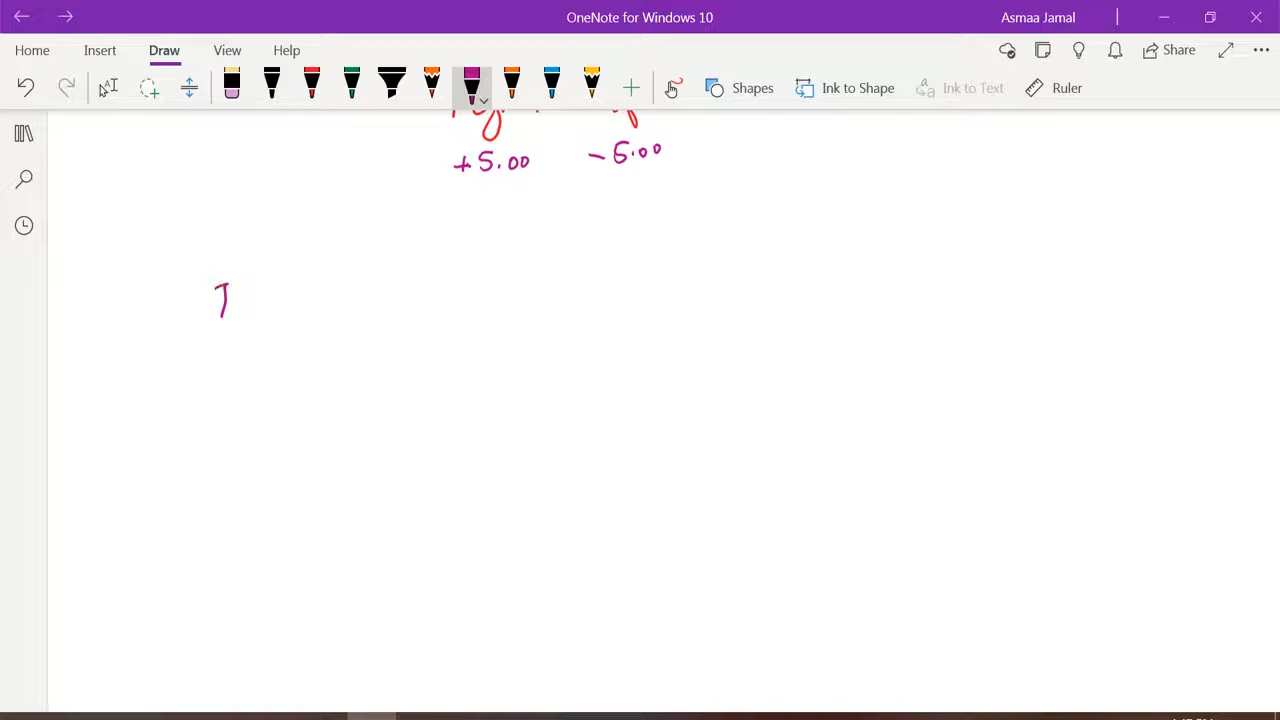 OneNote for Windows 10 Asmaa Jamal
Home Insert Draw View Help Share
Shapes Ink to Shape Ink to Text Ruler
+5.00 -5.00
I